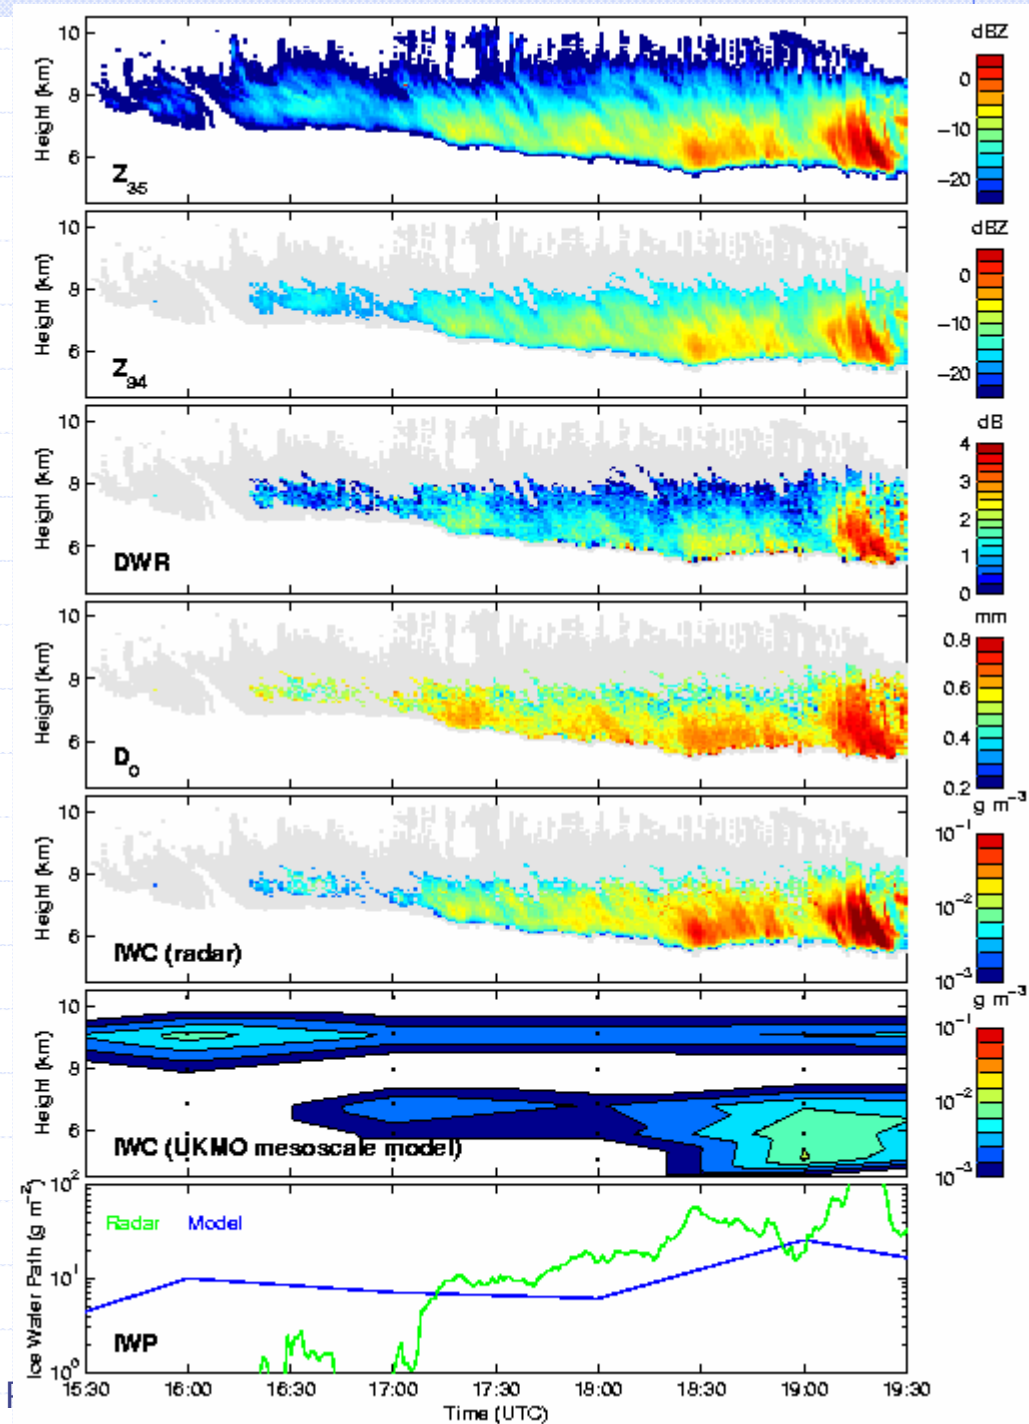 dBZ
10
8
6
Height (km)
Z35
0
−10
−20
dBZ
10
8
6
Height (km)
Z94
0
−10
−20
dB
10
8
6
Height (km)
DWR
4
3
2
1
0
mm
10
8
6
Height (km)
D0
0.8
0.6
0.4
0.2
g m−3
10
8
6
Height (km)
IWC (radar)
10−1
10−2
10−3
g m−3
10
8
6
Height (km)
IWC (UKMO mesoscale model)
10−1
10−2
10−3
102
101
100
Ice Water Path (g m−2)
Radar Model
IWP
15:30 16:00 16:30 17:00 17:30 18:00 18:30 19:00 19:30
Time (UTC)